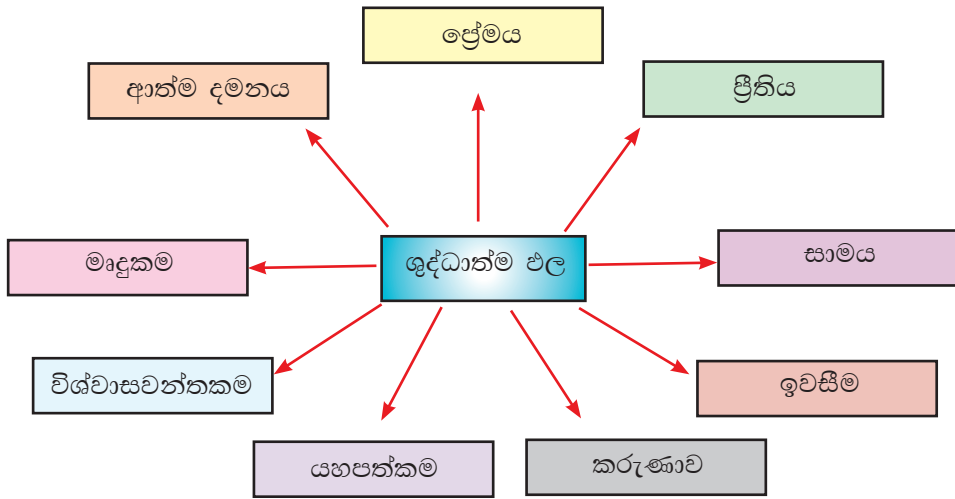 ප්‍රේමය
ආත්ම දමනය
ප්‍රීතිය
මෘදුකම
ශුද්ධාත්ම ඵල
සාමය
විශ්වාසවන්තකම
ඉවසීම
යහපත්කම
කරුණාව